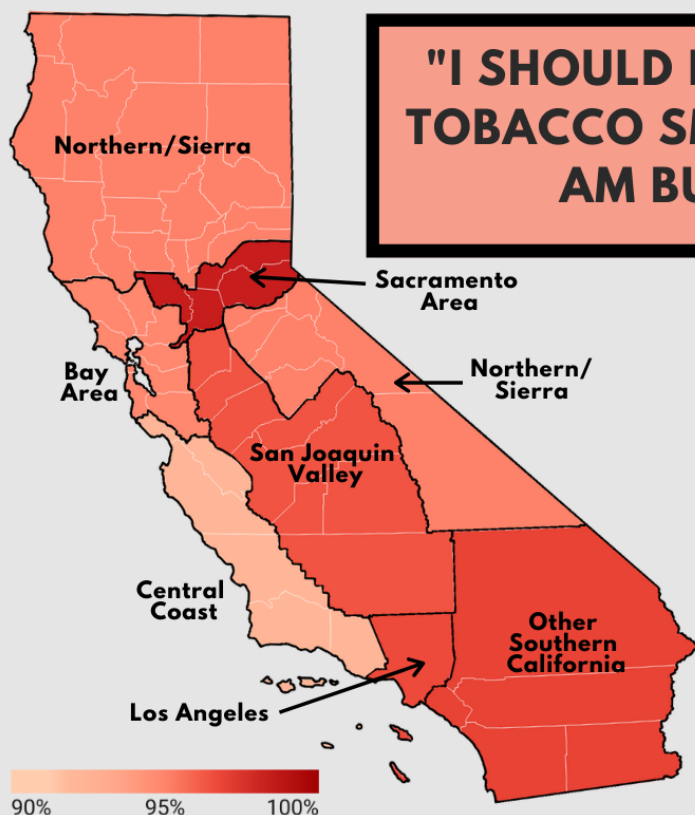 "I SHOULD
TOBACCO
AM
Northern/Sierra
Sacramento
Area
Bay
Area
Northern/
Sierra
San Joaquin
Valley
Central
Coast
Other
Southern
California
Los Angeles
90%
95%
100%